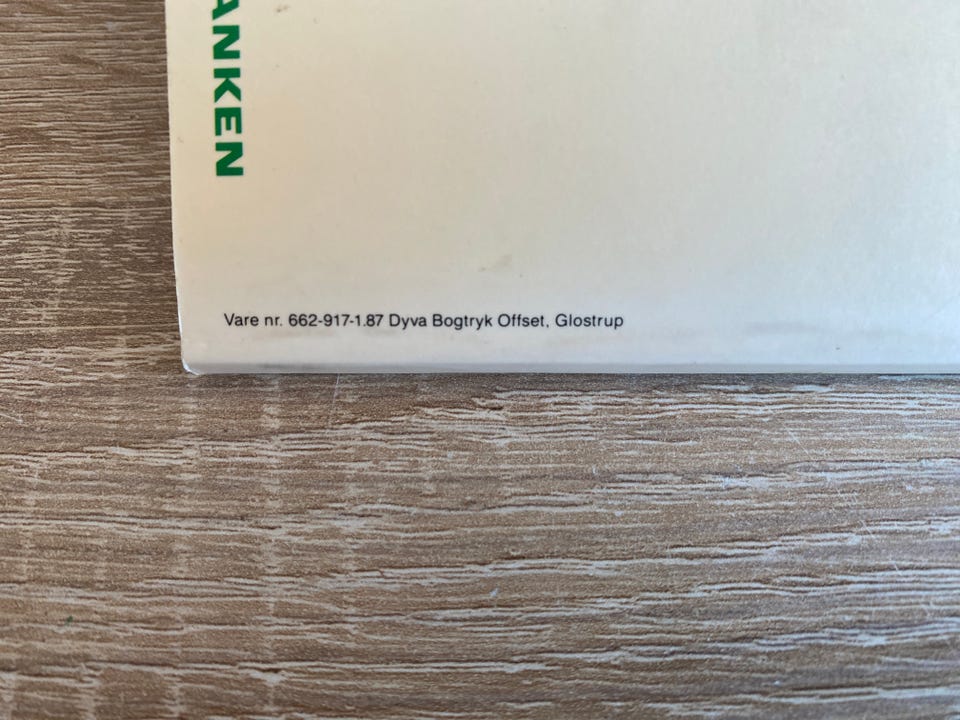 ANKEN
Vare nr. 662-917-1.87 Dyva Bogtryk Offset, Glostrup